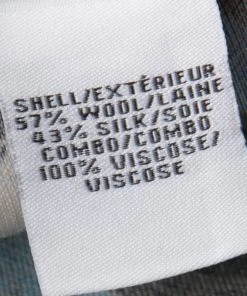 SHELL/EXTÉRIEUR
57% WOOL/LAINE
43% SILK/SOIE
COMBO/COMBO
100% VISCOSE/
VISCOSE